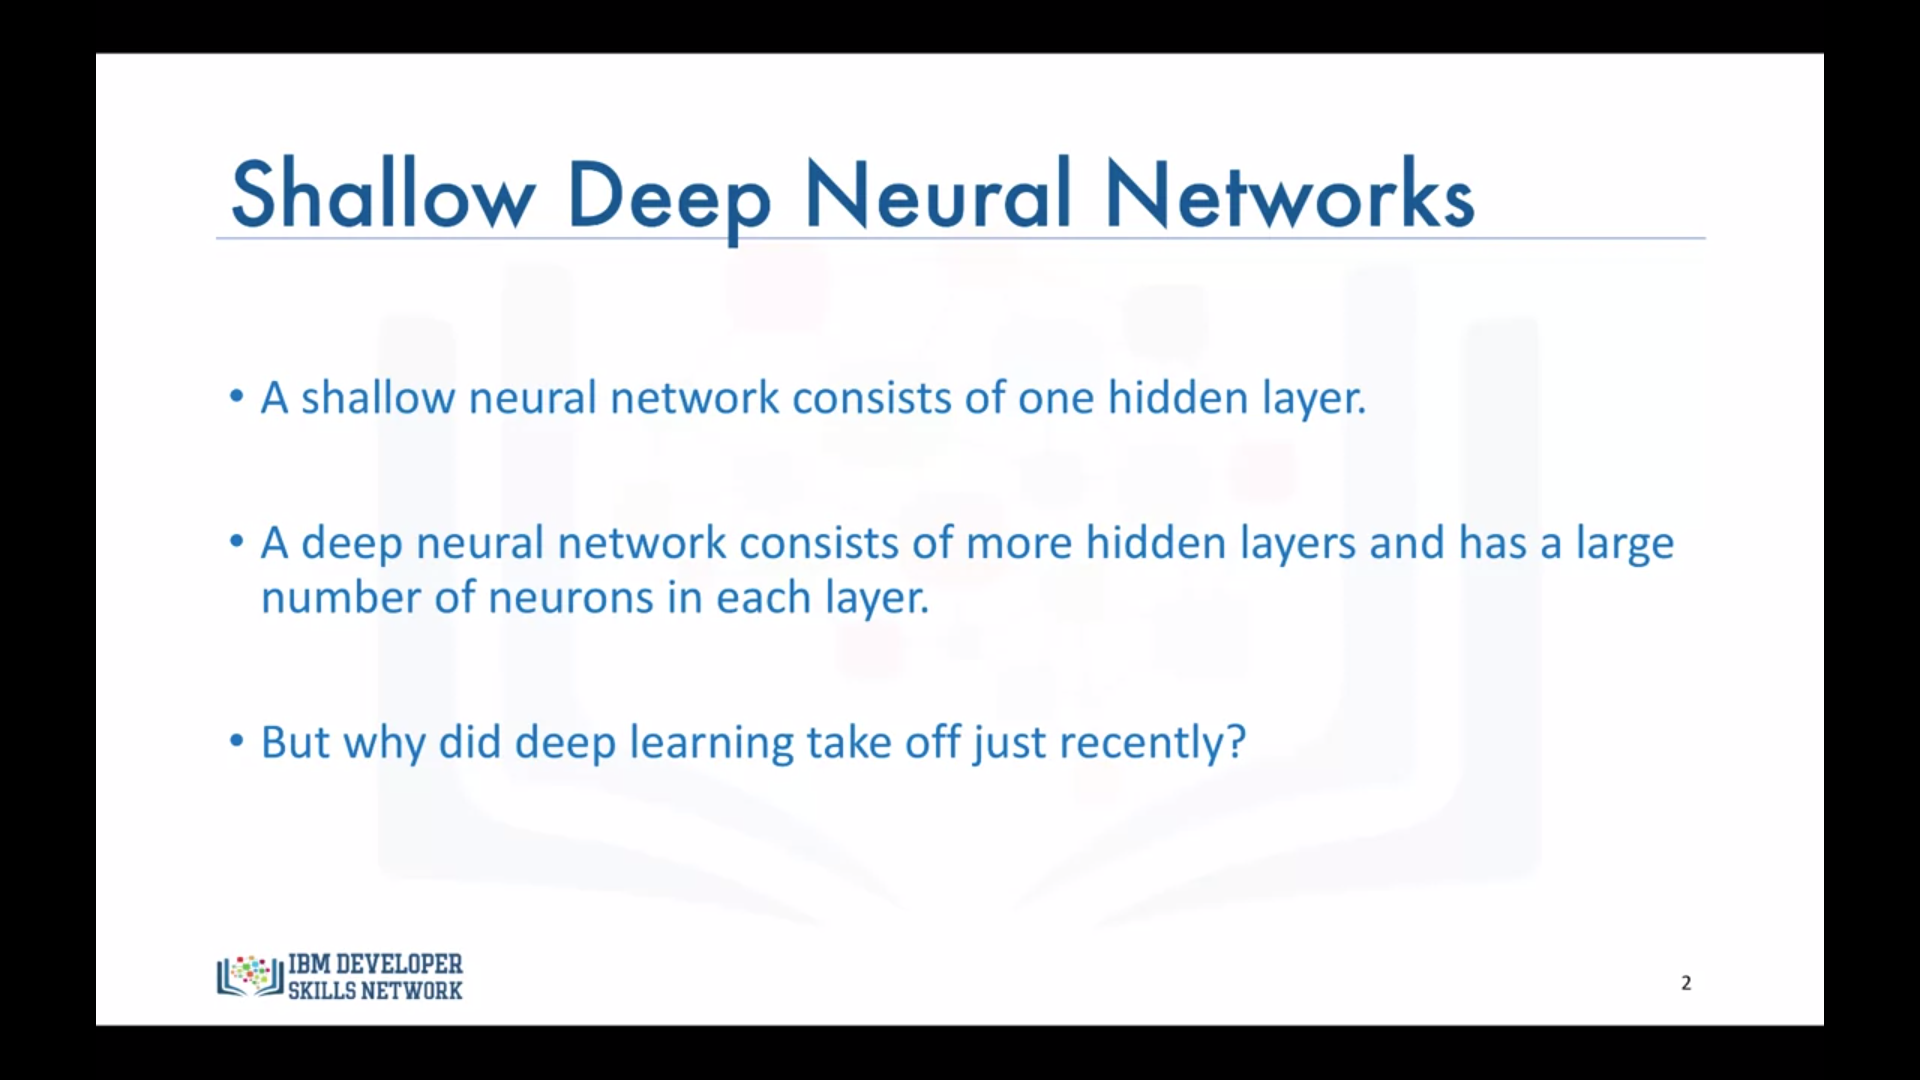 Shallow Deep Neural Networks
• A shallow neural network consists of one hidden layer.
• A deep neural network consists of more hidden layers and has a large
number of neurons in each layer.
• But why did deep learning take off just recently?
IBM DEVELOPER
SKILLS NETWORK
2